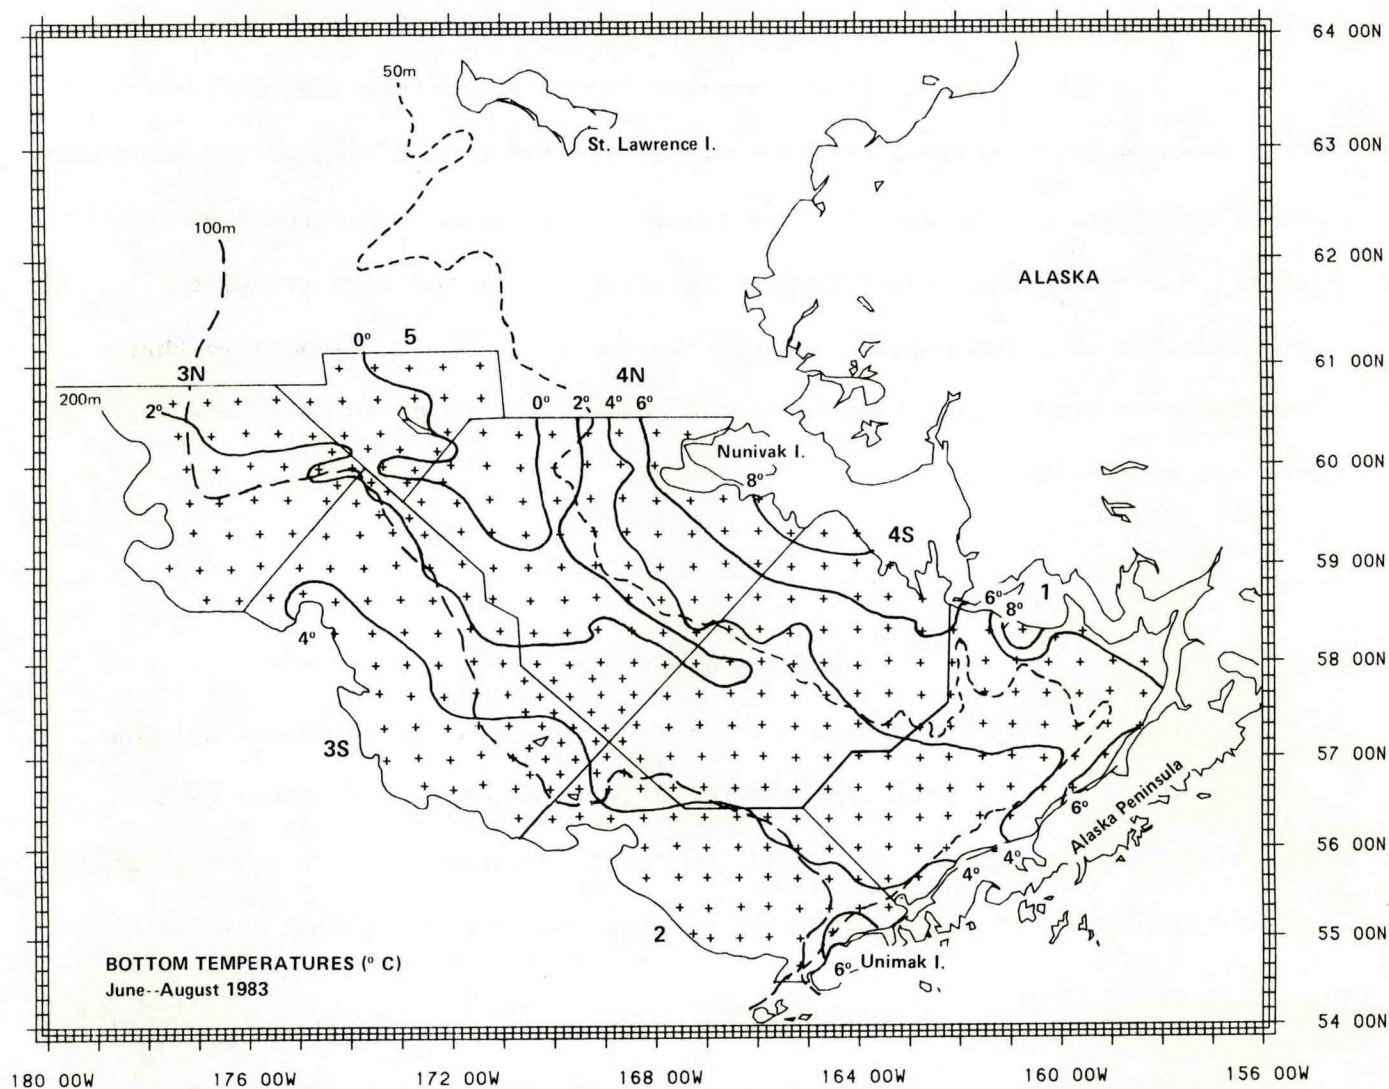 64 00N
50m
St. Lawrence I.
63 00N
100m
62 00N
ALASKA
0° 5
61 00N
3N
4N
200m
2°
0° 2° 4° 6°
Nunivak I.
60 00N
8°
4S
59 00N
6°
1
8°
4°
58 00N
3S
57 00N
6°
Alaska Peninsula
4°
56 00N
4°
2
55 00N
BOTTOM TEMPERATURES (° C)
6°
Unimak I.
June--August 1983
54 00N
180 00W 176 00W 172 00W 168 00W 164 00W 160 00W 156 00W